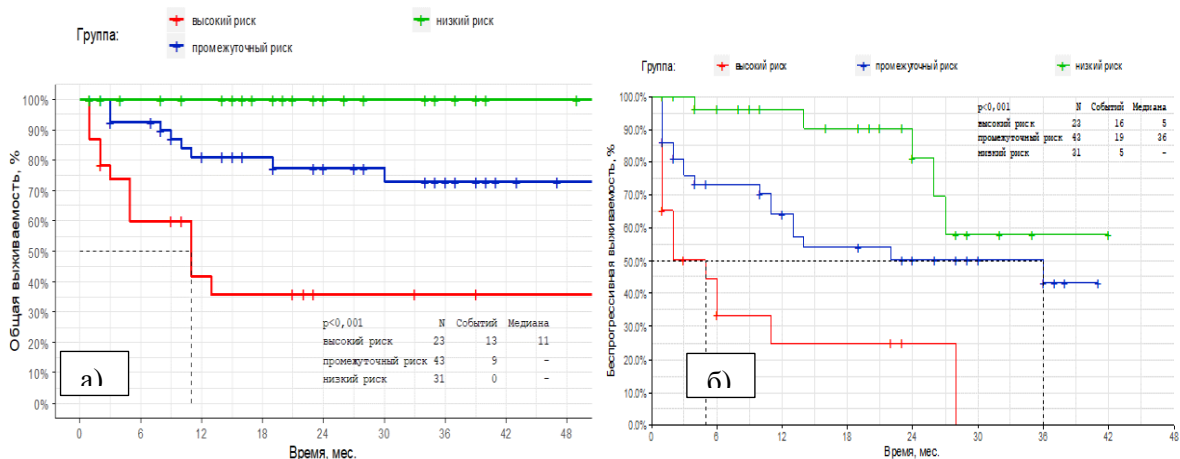 Группа:
высокий риск
низкий риск
промежуточный риск
Общая выживаемость, %
100%
90%
80%
70%
60%
50%
40%
30%
20%
10%
0%
p<0,001 N Событий Медиана
высокий риск 23 13 11
промежуточный риск 43 9 –
низкий риск 31 0 –
а)
0 6 12 18 24 30 36 42 48
Время, мес.
Группа:
высокий риск
промежуточный риск
низкий риск
Беспрогрессивная выживаемость, %
100.0%
90.0%
80.0%
70.0%
60.0%
50.0%
40.0%
30.0%
20.0%
10.0%
0.0%
p<0,001 N Событий Медиана
высокий риск 23 16 5
промежуточный риск 43 19 36
низкий риск 31 5 -
б)
0 6 12 18 24 30 36 42 48
Время, мес.